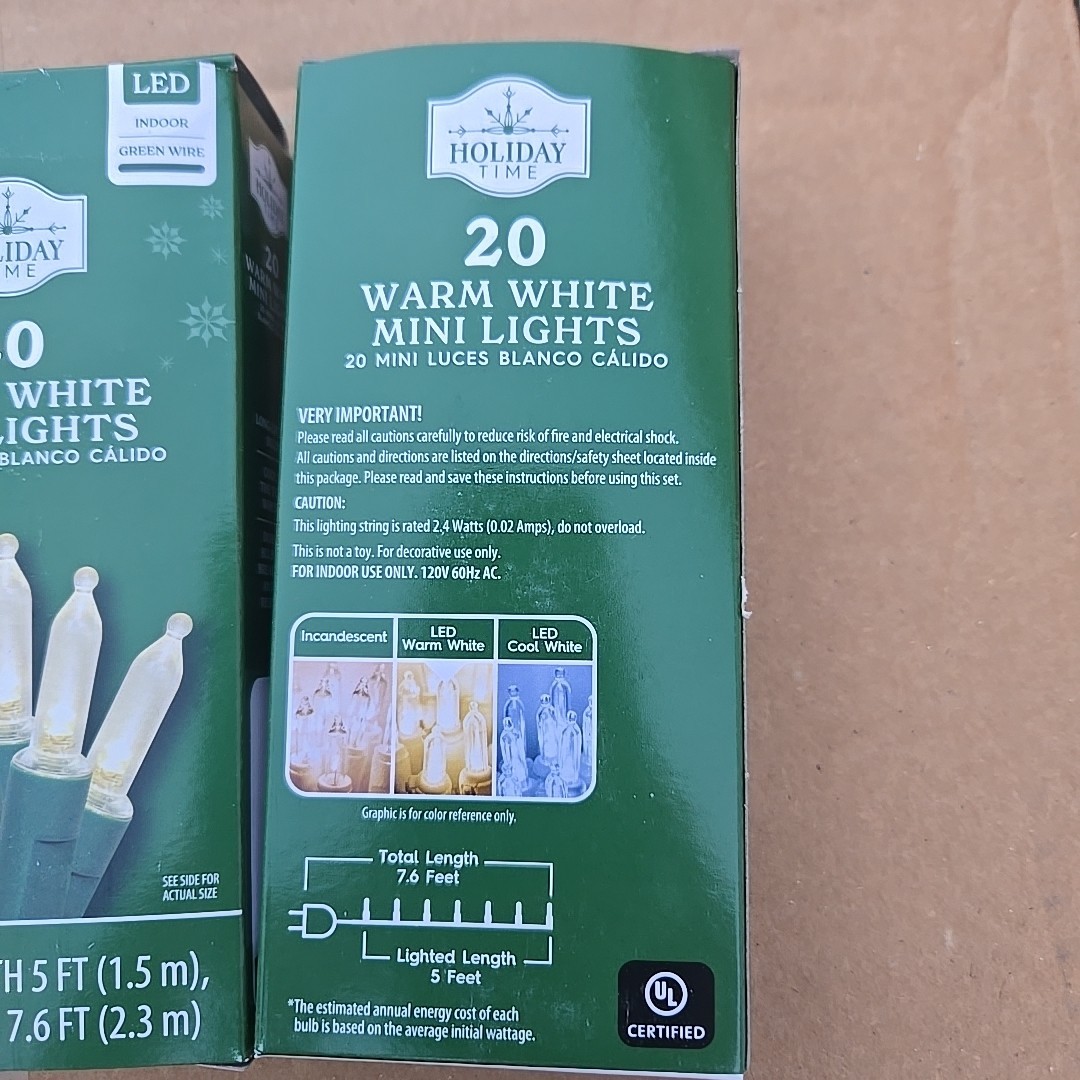 LED
INDOOR
GREEN WIRE
LIDAY
ME
0
WHITE
IGHTS
BLANCO CÁLIDO
SEE SIDE FOR
ACTUAL SIZE
TH 5 FT (1.5 m),
7.6 FT (2.3 m)
20
HOLIDAY
TIME
20
WARM WHITE
MINI LIGHTS
20 MINI LUCES BLANCO CÁLIDO
VERY IMPORTANT!
Please read all cautions carefully to reduce risk of fire and electrical shock.
All cautions and directions are listed on the directions/safety sheet located inside
this package. Please read and save these instructions before using this set.
CAUTION:
This lighting string is rated 2.4 Watts (0.02 Amps), do not overload.
This is not a toy. For decorative use only.
FOR INDOOR USE ONLY. 120V 60Hz AC.
Incandescent
LED
Warm White
LED
Cool White
Graphic is for color reference only.
Total Length
7.6 Feet
Lighted Length
5 Feet
*The estimated annual energy cost of each
bulb is based on the average initial wattage.
UL
CERTIFIED